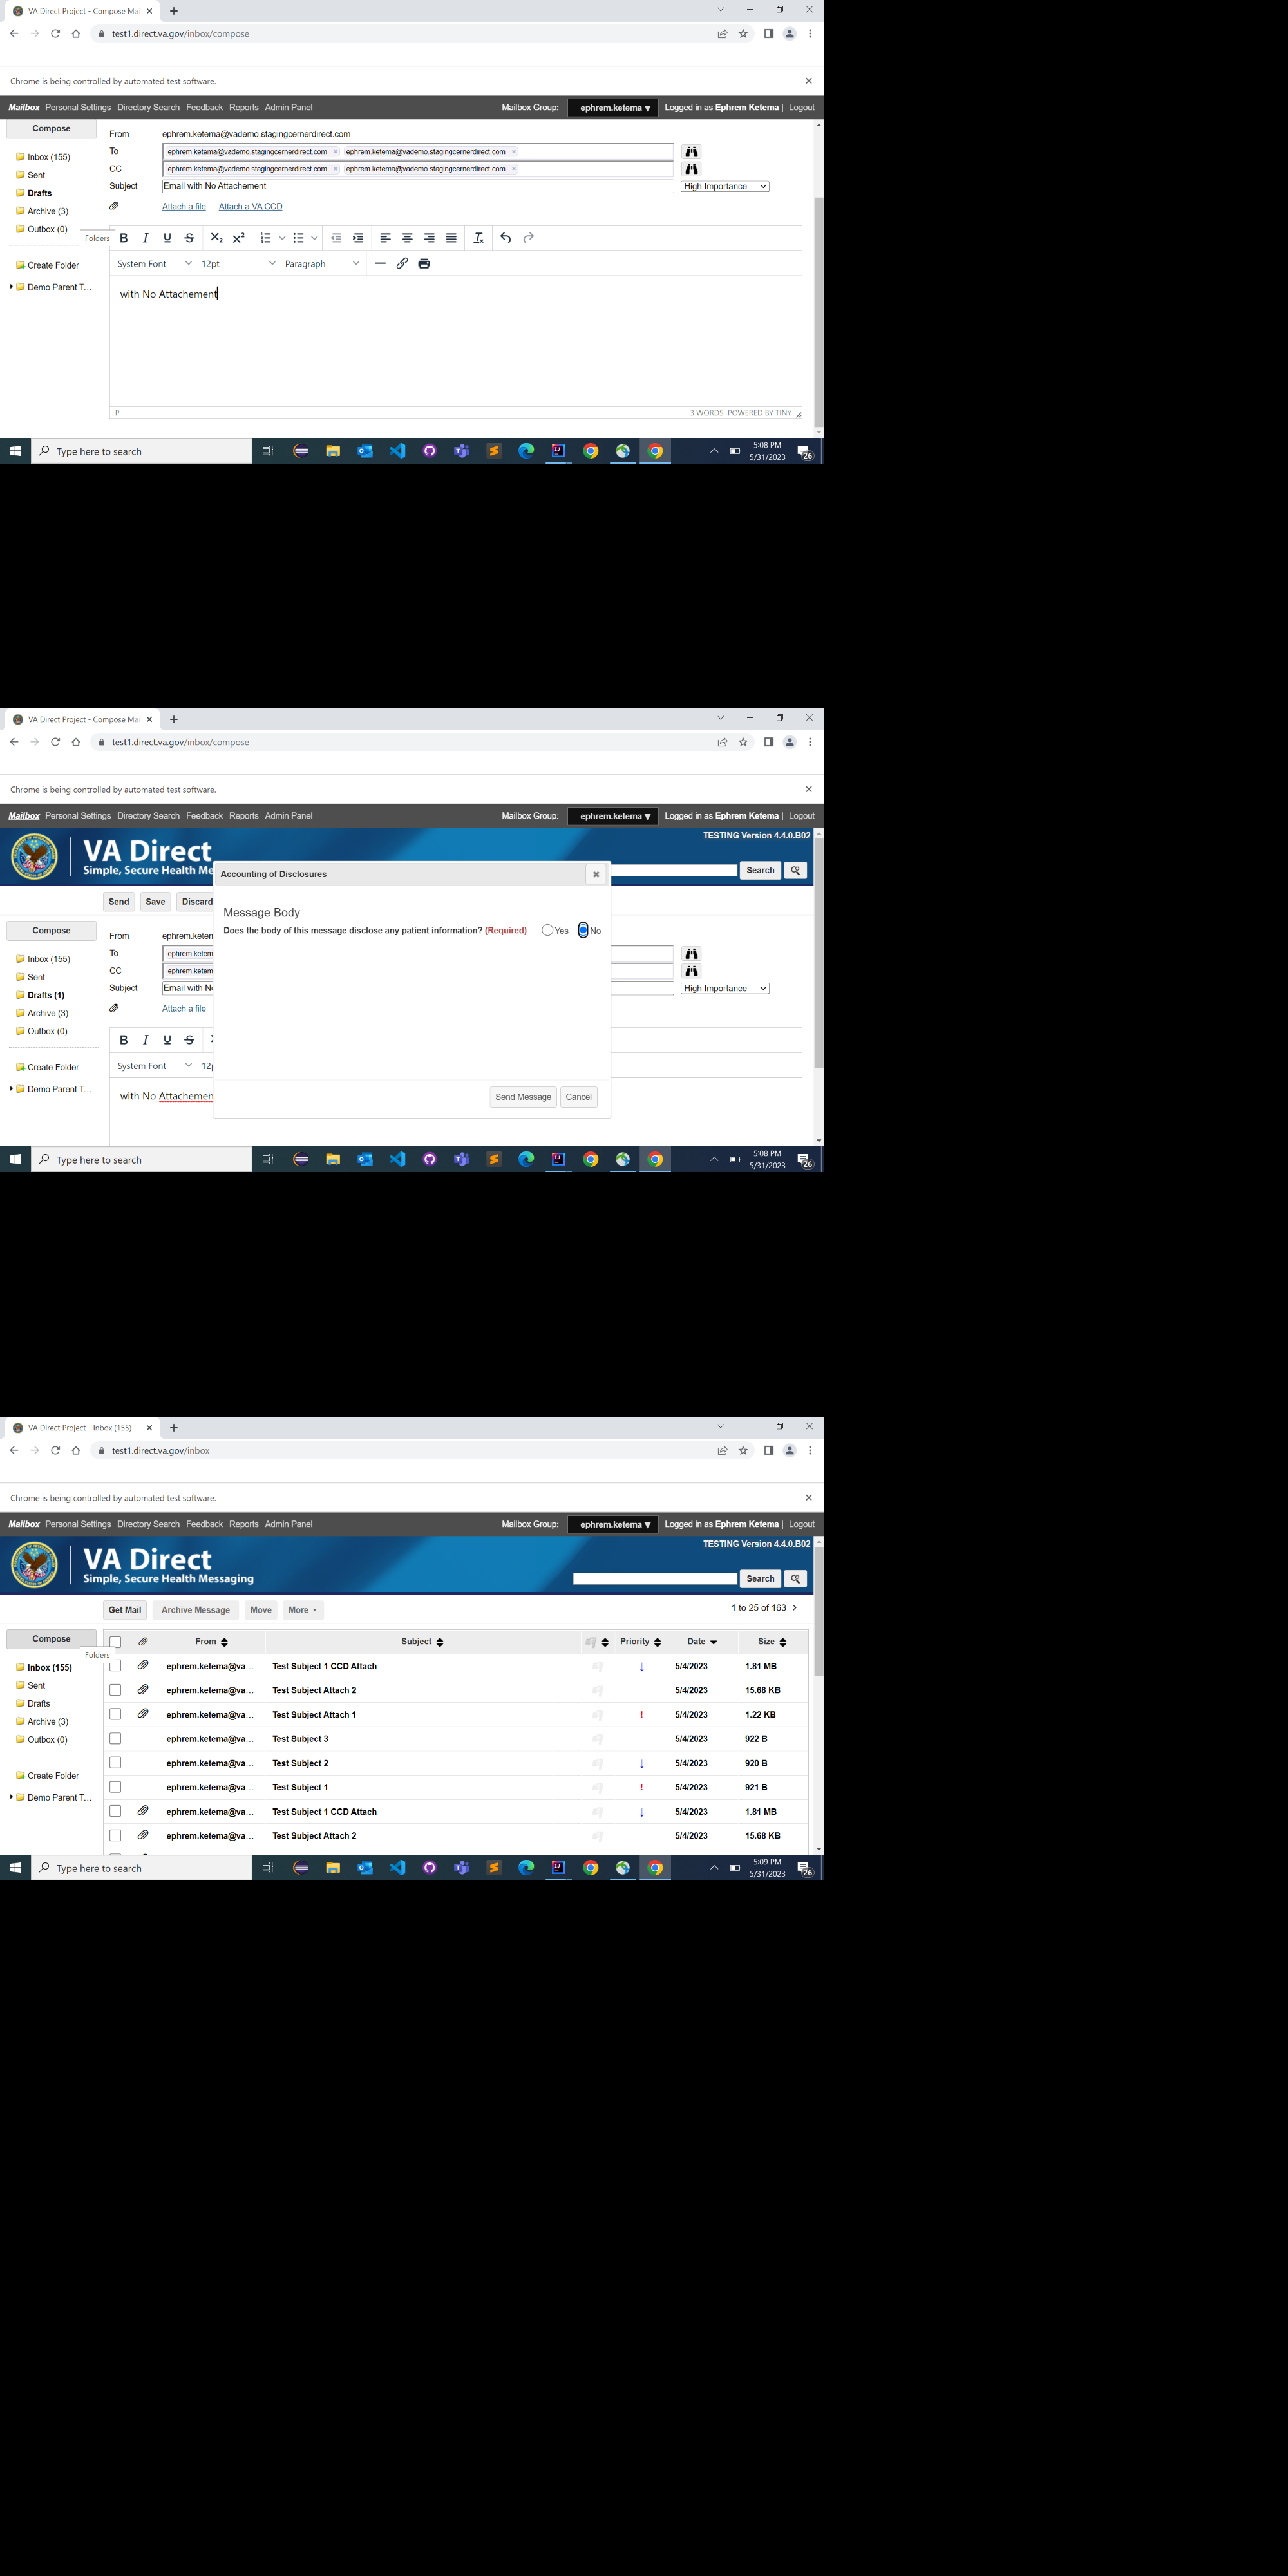 VA Direct Project - Compose Ma
test1.direct.va.gov/inbox/compose
Chrome is being controlled by automated test software.
Mailbox Personal Settings Directory Search Feedback Reports Admin Panel Mailbox Group: ephrem.ketema ▼ Logged in as Ephrem Ketema | Logout
Compose
From ephrem.ketema@vademo.stagingcernerdirect.com
To ephrem.ketema@vademo.stagingcernerdirect.com × ephrem.ketema@vademo.stagingcernerdirect.com ×
Inbox (155)
CC ephrem.ketema@vademo.stagingcernerdirect.com × ephrem.ketema@vademo.stagingcernerdirect.com ×
Sent
Subject Email with No Attachement High Importance
Drafts
Attach a file Attach a VA CCD
Archive (3)
Outbox (0)
Folders
Create Folder
System Font 12pt Paragraph
Demo Parent T...
with No Attachement
P 3 WORDS POWERED BY TINY
Type here to search
5:08 PM
5/31/2023
26
VA Direct Project - Compose Ma
test1.direct.va.gov/inbox/compose
Chrome is being controlled by automated test software.
Mailbox Personal Settings Directory Search Feedback Reports Admin Panel Mailbox Group: ephrem.ketema ▼ Logged in as Ephrem Ketema | Logout
TESTING Version 4.4.0.B02
VA Direct
Simple, Secure Health Me
Search
Accounting of Disclosures
Send Save Discard
Message Body
Does the body of this message disclose any patient information? (Required) Yes No
Compose
From ephrem.ketem
To ephrem.ketem
Inbox (155)
CC ephrem.ketem
Sent
Subject Email with No High Importance
Drafts (1)
Attach a file
Archive (3)
Outbox (0)
Create Folder
System Font 12p
Demo Parent T...
with No Attachemen
Send Message Cancel
Type here to search
5:08 PM
5/31/2023
26
VA Direct Project - Inbox (155)
test1.direct.va.gov/inbox
Chrome is being controlled by automated test software.
Mailbox Personal Settings Directory Search Feedback Reports Admin Panel Mailbox Group: ephrem.ketema ▼ Logged in as Ephrem Ketema | Logout
TESTING Version 4.4.0.B02
VA Direct
Simple, Secure Health Messaging
Search
Get Mail Archive Message Move More 1 to 25 of 163
Compose
From Subject Priority Date Size
Folders
Inbox (155)
Sent
Drafts
Archive (3)
Outbox (0)
Create Folder
Demo Parent T...
ephrem.ketema@va... Test Subject 1 CCD Attach ↓ 5/4/2023 1.81 MB
ephrem.ketema@va... Test Subject Attach 2 5/4/2023 15.68 KB
ephrem.ketema@va... Test Subject Attach 1 ! 5/4/2023 1.22 KB
ephrem.ketema@va... Test Subject 3 5/4/2023 922 B
ephrem.ketema@va... Test Subject 2 ↓ 5/4/2023 920 B
ephrem.ketema@va... Test Subject 1 ! 5/4/2023 921 B
ephrem.ketema@va... Test Subject 1 CCD Attach ↓ 5/4/2023 1.81 MB
ephrem.ketema@va... Test Subject Attach 2 5/4/2023 15.68 KB
Type here to search
5:09 PM
5/31/2023
26